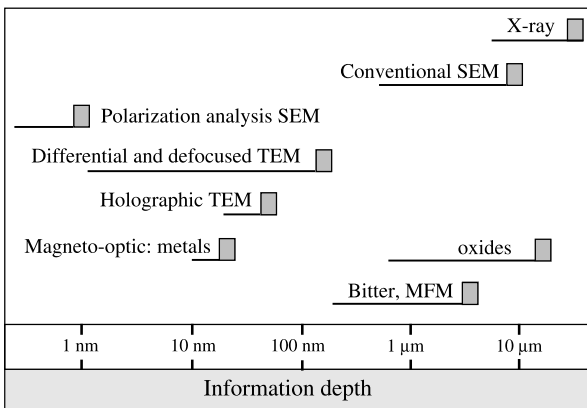 X-ray
Conventional SEM
Polarization analysis SEM
Differential and defocused TEM
Holographic TEM
Magneto-optic: metals oxides
Bitter, MFM
1 nm 10 nm 100 nm 1 μm 10 μm
Information depth